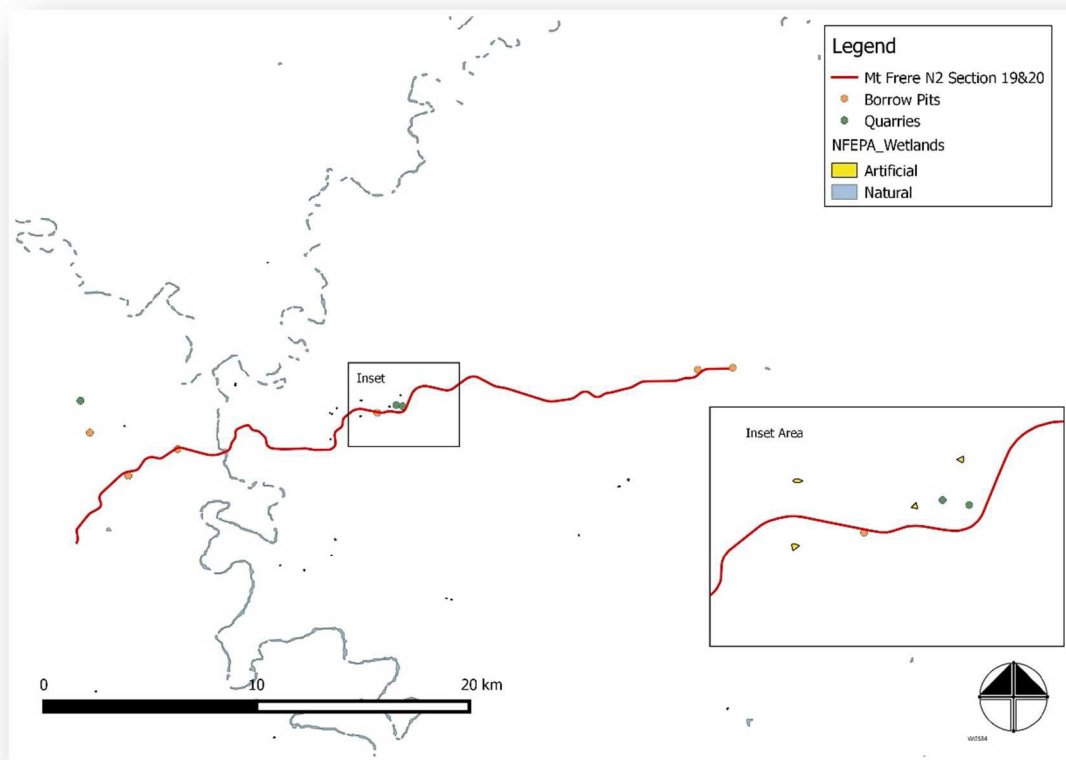 Legend
Mt Frere N2 Section 19&20
Borrow Pits
Quarries
NFEPA_Wetlands
Artificial
Natural
Inset
Inset Area
0 10 20 km